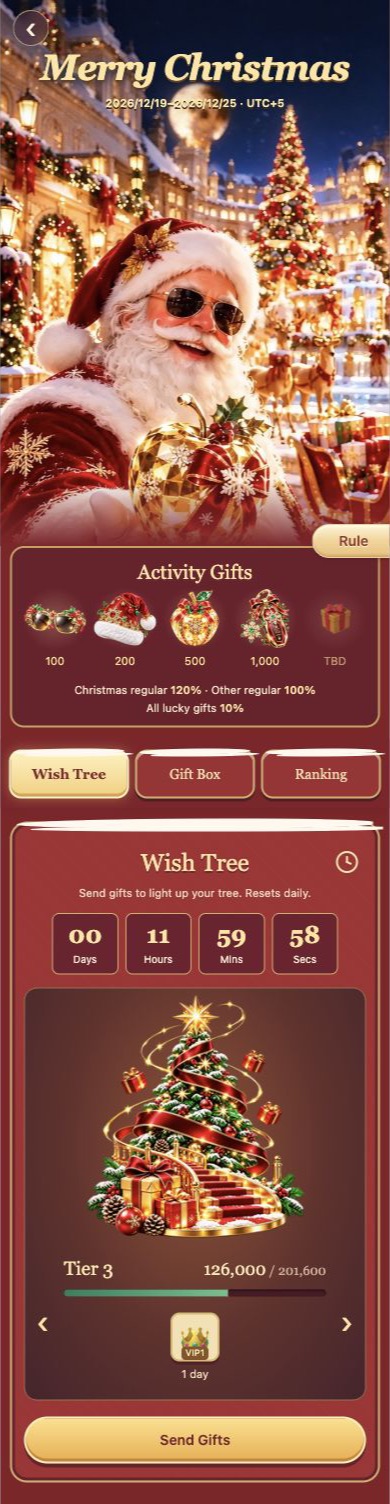 Merry Christmas
2026/12/19–2026/12/25 · UTC+5
Rule
Activity Gifts
100
200
500
1,000
TBD
Christmas regular 120% · Other regular 100%
All lucky gifts 10%
Wish Tree
Gift Box
Ranking
Wish Tree
Send gifts to light up your tree. Resets daily.
00
11
59
58
Days
Hours
Mins
Secs
Tier 3
126,000 / 201,600
VIP1
1 day
Send Gifts